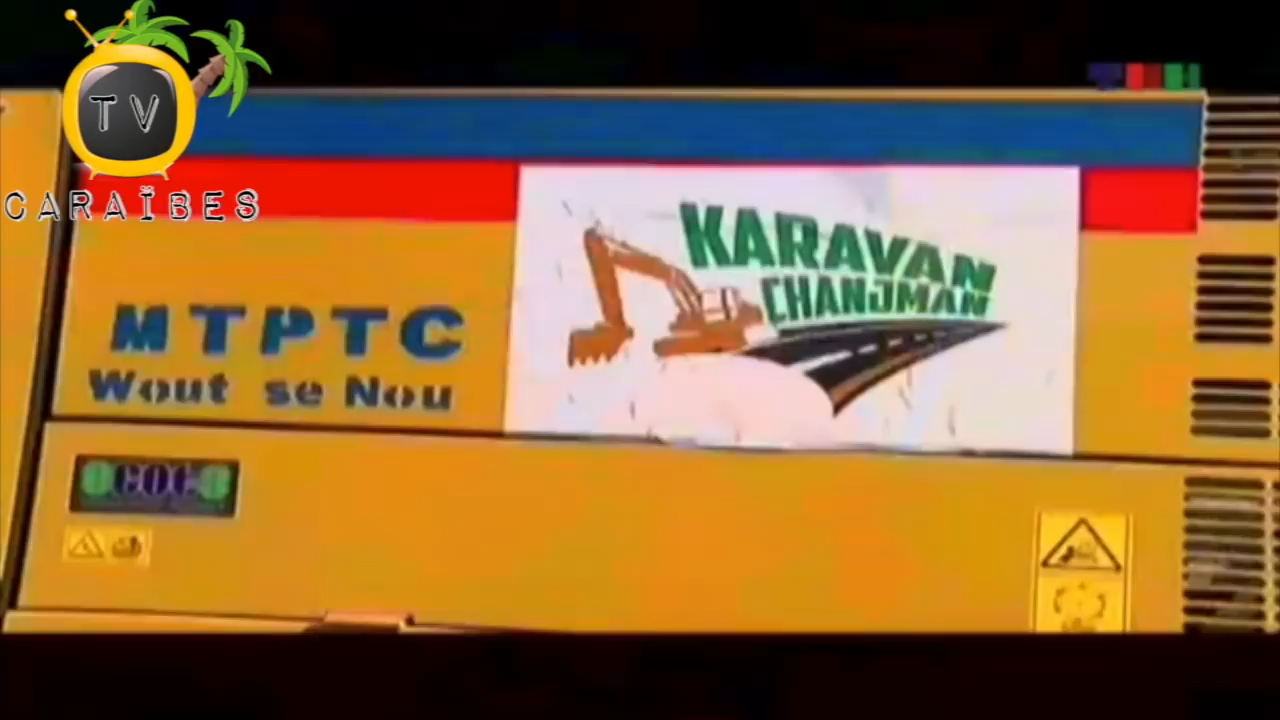 TV
CARAÏBES
KARAVAN
CHANJMAN
MTPTC
Wout se Nou